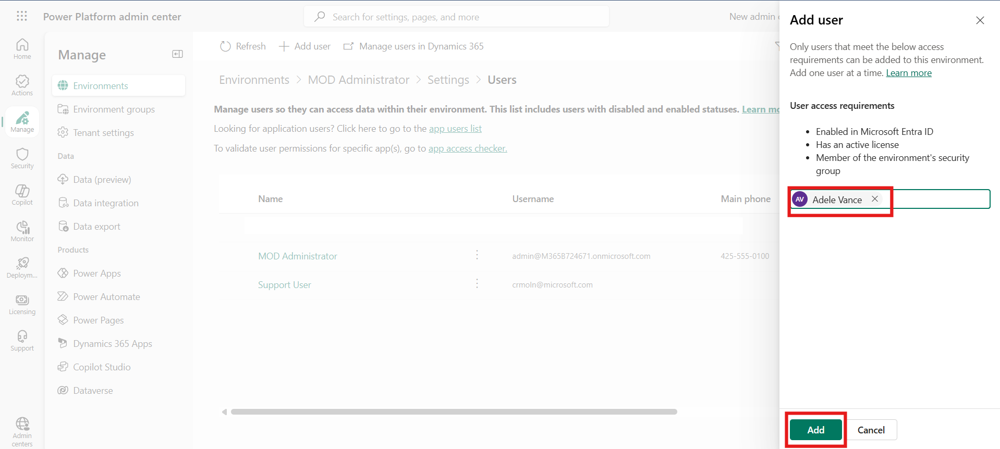 Power Platform admin center
Search for settings, pages, and more
New admin
Home
Actions
Manage
Security
Copilot
Monitor
Deploym...
Licensing
Support
Admin
centers
Manage
Environments
Environment groups
Tenant settings
Data
Data (preview)
Data integration
Data export
Products
Power Apps
Power Automate
Power Pages
Dynamics 365 Apps
Copilot Studio
Dataverse
Refresh
Add user
Manage users in Dynamics 365
Environments > MOD Administrator > Settings > Users
Manage users so they can access data within their environment. This list includes users with disabled and enabled statuses. Learn mo
Looking for application users? Click here to go to the app users list
To validate user permissions for specific app(s), go to app access checker.
Name Username Main phone
MOD Administrator admin@M365B724671.onmicrosoft.com 425-555-0100
Support User crmoln@microsoft.com
Add user
Only users that meet the below access
requirements can be added to this environment.
Add one user at a time. Learn more
User access requirements
• Enabled in Microsoft Entra ID
• Has an active license
• Member of the environment's security
group
AV Adele Vance
Add
Cancel